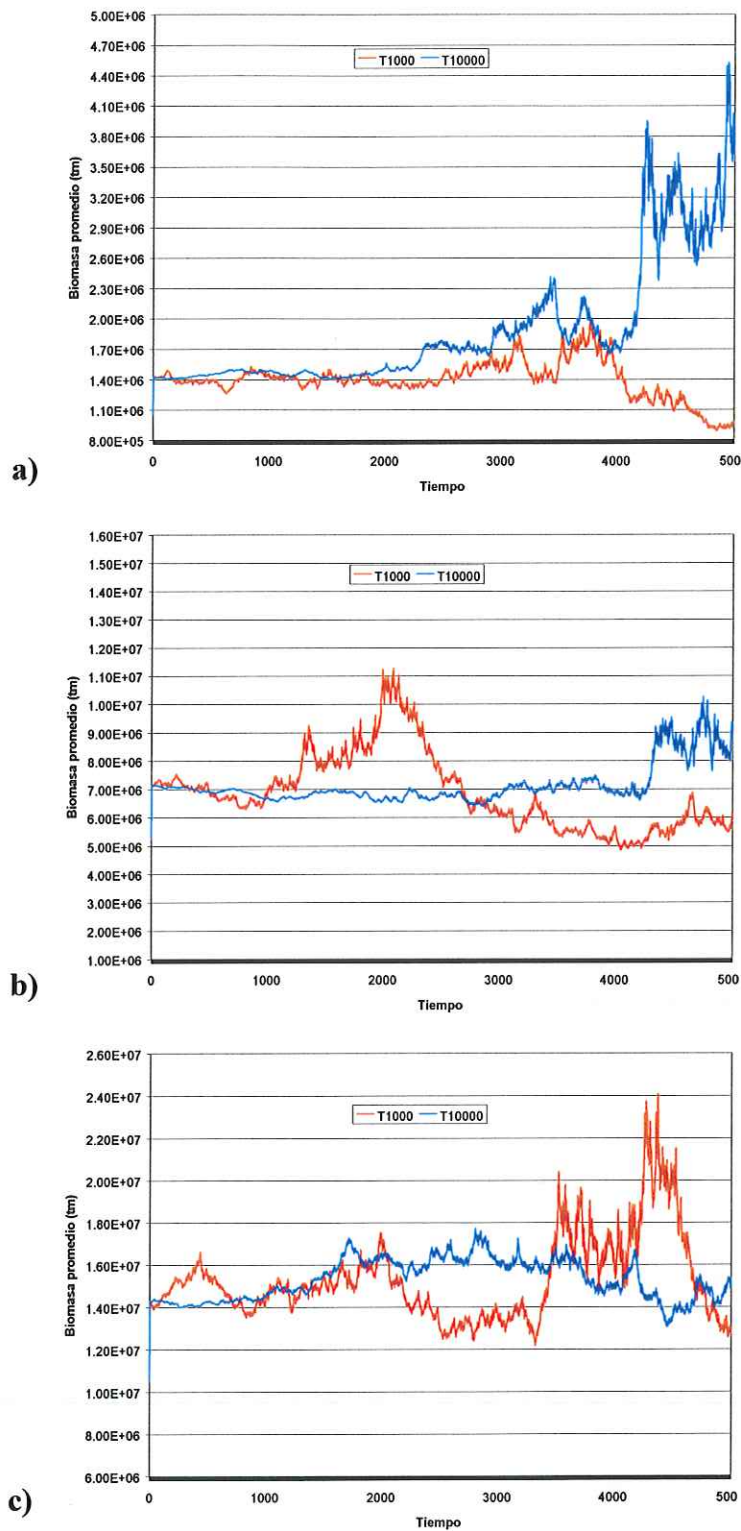 5.00E+06
4.70E+06
4.40E+06
4.10E+06
3.80E+06
3.50E+06
3.20E+06
2.90E+06
2.60E+06
2.30E+06
2.00E+06
1.70E+06
1.40E+06
1.10E+06
8.00E+05
Biomasa promedio (tm)
T1000 T10000
0 1000 2000 3000 4000 500
Tiempo
a)
1.60E+07
1.50E+07
1.40E+07
1.30E+07
1.20E+07
1.10E+07
1.00E+07
9.00E+06
8.00E+06
7.00E+06
6.00E+06
5.00E+06
4.00E+06
3.00E+06
2.00E+06
1.00E+06
Biomasa promedio (tm)
T1000 T10000
0 1000 2000 3000 4000 500
Tiempo
b)
2.60E+07
2.40E+07
2.20E+07
2.00E+07
1.80E+07
1.60E+07
1.40E+07
1.20E+07
1.00E+07
8.00E+06
6.00E+06
Biomasa promedio (tm)
T1000 T10000
0 1000 2000 3000 4000 500
Tiempo
c)